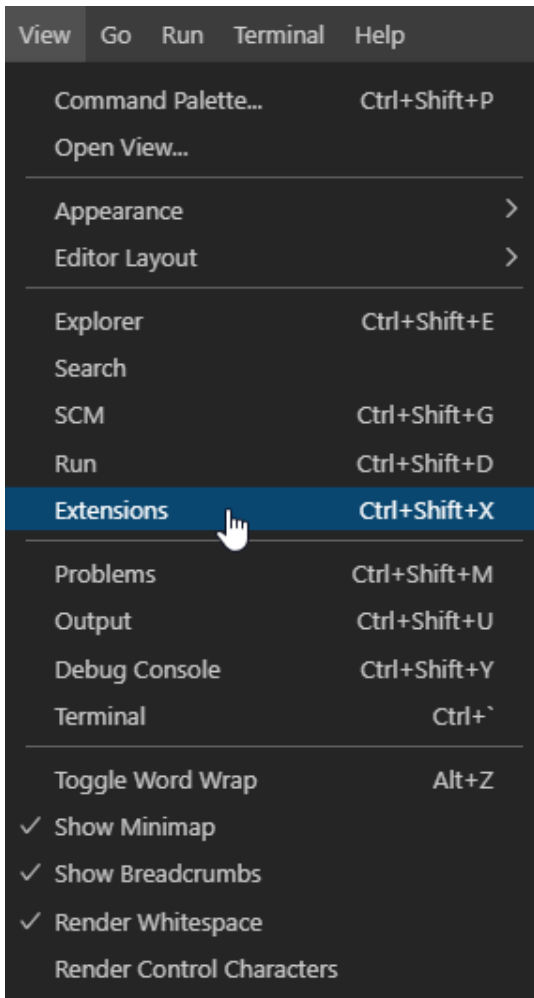 View Go Run Terminal Help
Command Palette... Ctrl+Shift+P
Open View...
Appearance
Editor Layout
Explorer Ctrl+Shift+E
Search
SCM Ctrl+Shift+G
Run Ctrl+Shift+D
Extensions Ctrl+Shift+X
Problems Ctrl+Shift+M
Output Ctrl+Shift+U
Debug Console Ctrl+Shift+Y
Terminal Ctrl+`
Toggle Word Wrap Alt+Z
Show Minimap
Show Breadcrumbs
Render Whitespace
Render Control Characters